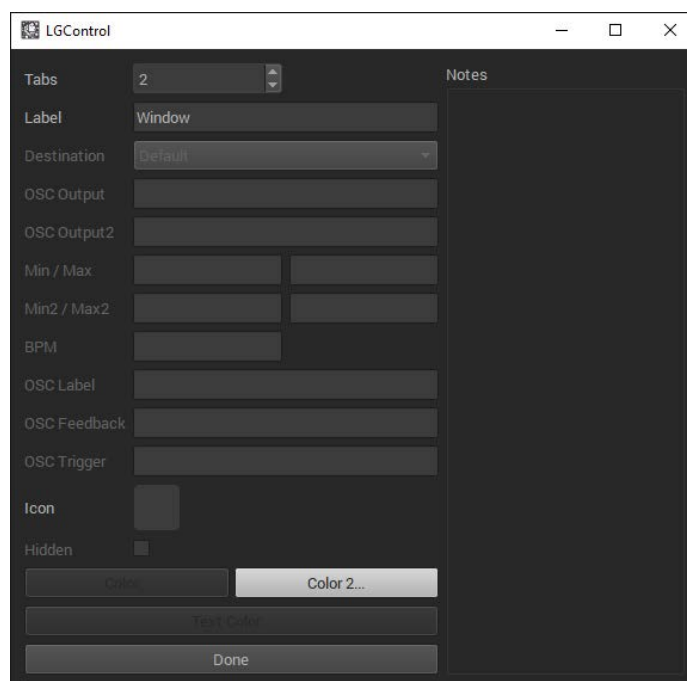 LGControl
Tabs 2
Notes
Label Window
Destination Default
OSC Output
OSC Output2
Min / Max
Min2 / Max2
BPM
OSC Label
OSC Feedback
OSC Trigger
Icon
Hidden
Color... Color 2...
Text Color...
Done